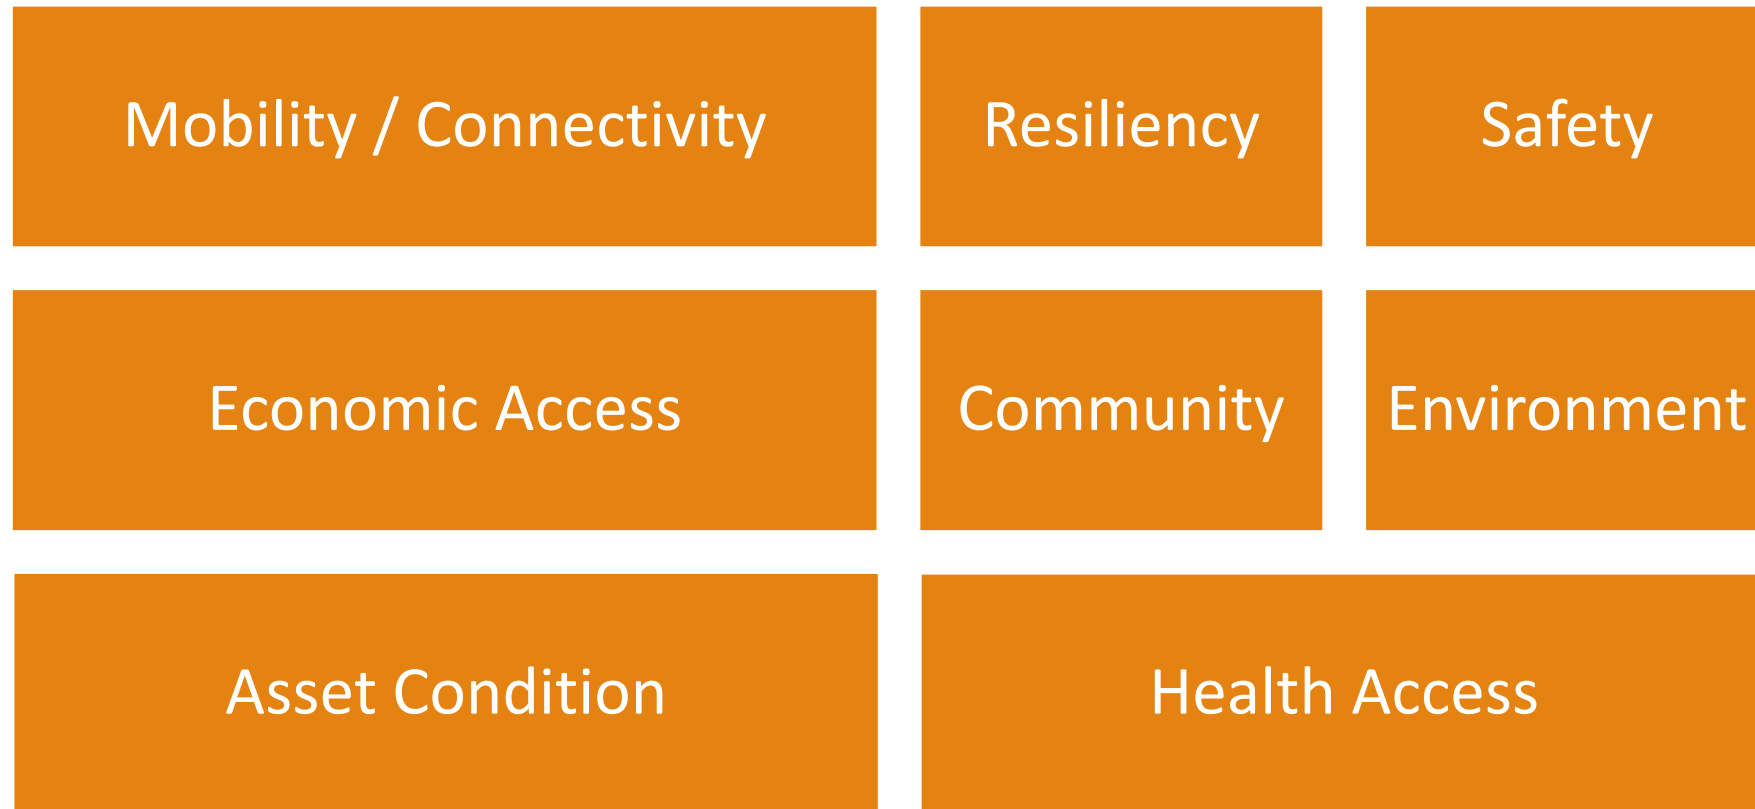 Mobility / Connectivity
Resiliency
Safety
Economic Access
Community
Environment
Asset Condition
Health Access